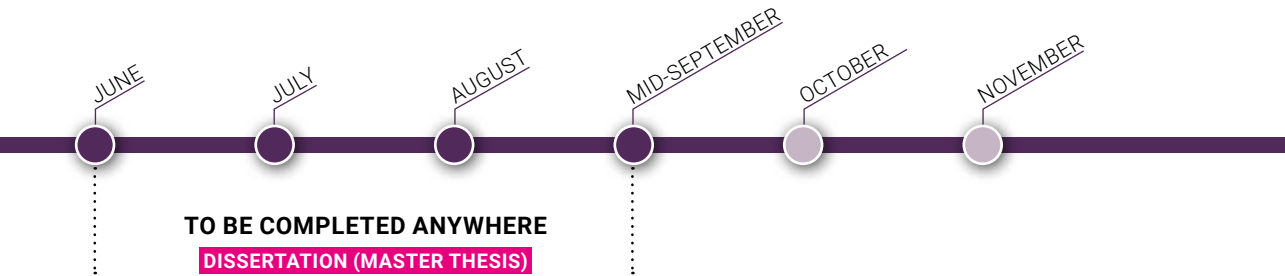 JUNE
JULY
AUGUST
MID-SEPTEMBER
OCTOBER
NOVEMBER
TO BE COMPLETED ANYWHERE
DISSERTATION (MASTER THESIS)